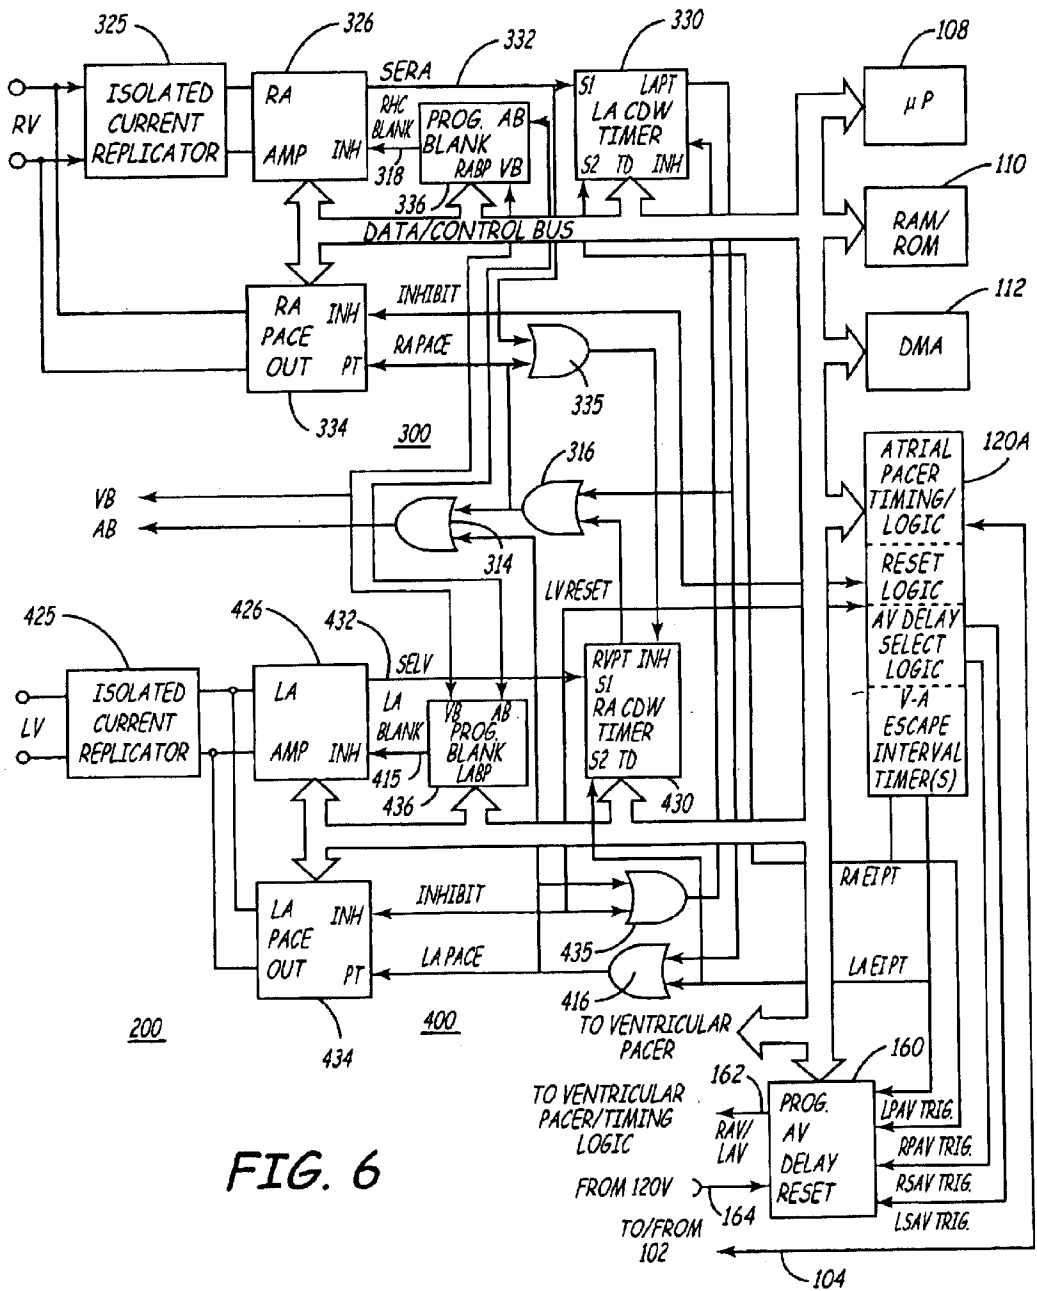 325
326
332
330
108
SERA
ISOLATED
CURRENT
REPLICATOR
RA
AMP
INH
RHC
BLANK
318
PROG.
BLANK
AB
RABP
VB
336
S1
LAPT
LA CDW
TIMER
S2
TD
INH
µP
110
RAM/
ROM
RV
DATA/CONTROL BUS
112
DMA
RA
PACE
OUT
INH
PT
INHIBIT
RA PACE
335
334
300
316
120A
ATRIAL
PACER
TIMING/
LOGIC
VB
AB
314
RESET
LOGIC
LV RESET
AV DELAY
SELECT
LOGIC
V-A
ESCAPE
INTERVAL
TIMER(S)
425
426
432
SELV
LV
ISOLATED
CURRENT
REPLICATOR
LA
AMP
INH
LA
BLANK
415
VB
AB
PROG.
BLANK
LABP
436
RVPT INH
S1
RA CDW
TIMER
S2 TD
430
RA EI PT
LA
PACE
OUT
INH
PT
INHIBIT
435
LA PACE
416
LA EI PT
200
400
434
TO VENTRICULAR
PACER
160
162
TO VENTRICULAR
PACER/TIMING
LOGIC
RAV/
LAV
PROG.
AV
DELAY
RESET
LPAV TRIG.
RPAV TRIG.
RSAV TRIG.
LSAV TRIG.
FROM 120V
164
TO/FROM
102
104
FIG. 6